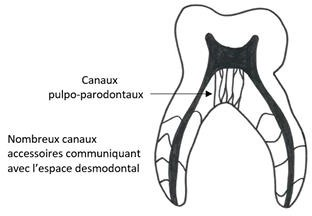 Canaux
pulpo-parodontaux
Nombreux canaux
accessoires communiquant
avec l’espace desmodontal